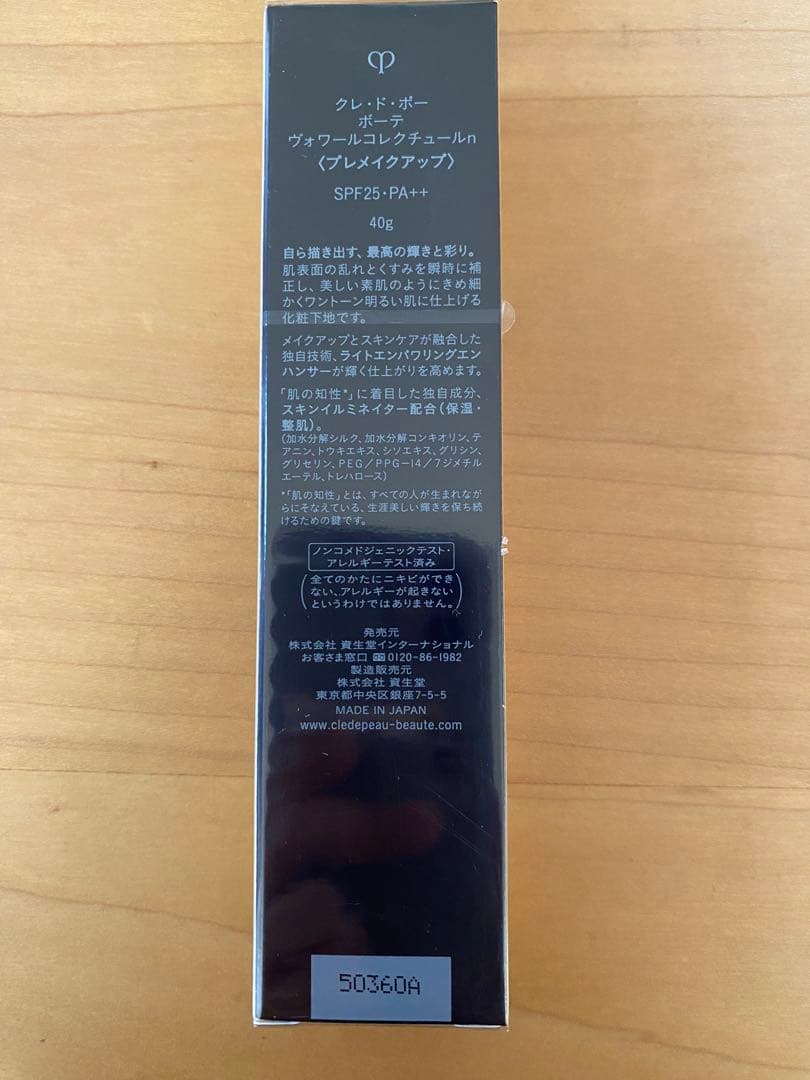 クレ・ド・ポー
ボーテ
ヴォワールコレクチュールn
〈プレメイクアップ〉
SPF25・PA++
40g
自ら描き出す、最高の輝きと彩り。
肌表面の乱れとくすみを瞬時に補
正し、美しい素肌のようにきめ細
かくワントーン明るい肌に仕上げる
化粧下地です。
メイクアップとスキンケアが融合した
独自技術、ライトエンパワリングエン
ハンサーが輝く仕上がりを高めます。
「肌の知性*」に着目した独自成分、
スキンイルミネイター配合（保湿・
整肌）。
（加水分解シルク、加水分解コンキオリン、テ
アニン、トウキエキス、シソエキス、グリシン、
グリセリン、PEG／PPG－14／7ジメチル
エーテル、トレハロース）
*「肌の知性」とは、すべての人が生まれなが
らにそなえている、生涯美しい輝きを保ち続
けるための鍵です。
ノンコメドジェニックテスト・
アレルギーテスト済み
（全てのかたにニキビができ
ない、アレルギーが起きない
というわけではありません。）
発売元
株式会社 資生堂インターナショナル
お客さま窓口 0120-86-1982
製造販売元
株式会社 資生堂
東京都中央区銀座7-5-5
MADE IN JAPAN
www.cledepeau-beaute.com
50360A